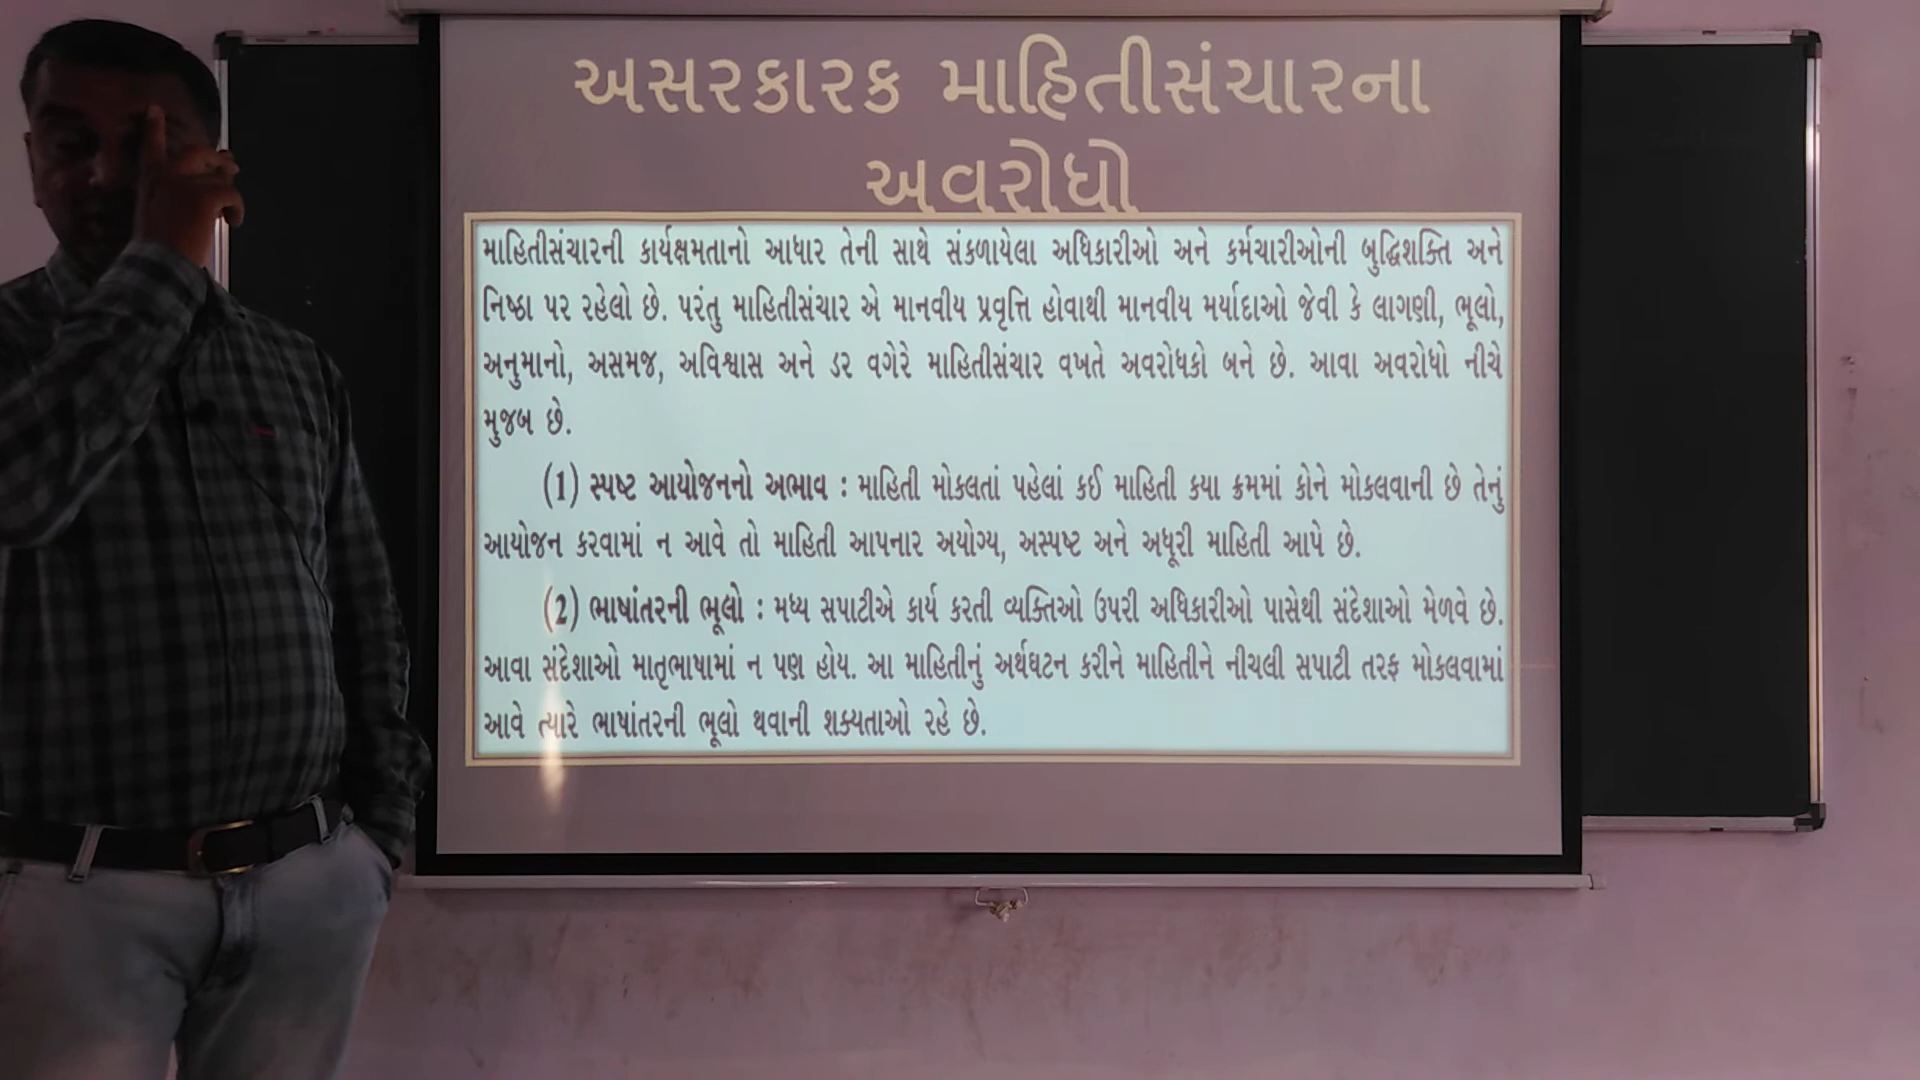 અસરકારક માહિતીસંચારના
અવરોધો
માહિતીસંચારની કાર્યક્ષમતાનો આધાર તેની સાથે સંકળાયેલા અધિકારીઓ અને કર્મચારીઓની બુદ્ધિશક્તિ અને
નિષ્ઠા પર રહેલો છે. પરંતુ માહિતીસંચાર એ માનવીય પ્રવૃત્તિ હોવાથી માનવીય મર્યાદાઓ જેવી કે લાગણી, ભૂલો,
અનુમાનો, અસમજ, અવિશ્વાસ અને ડર વગેરે માહિતીસંચાર વખતે અવરોધકો બને છે. આવા અવરોધો નીચે
મુજબ છે.
(1) સ્પષ્ટ આયોજનનો અભાવ : માહિતી મોકલતાં પહેલાં કઈ માહિતી કયા ક્રમમાં કોને મોકલવાની છે તેનું
આયોજન કરવામાં ન આવે તો માહિતી આપનાર અયોગ્ય, અસ્પષ્ટ અને અધૂરી માહિતી આપે છે.
(2) ભાષાંતરની ભૂલો : મધ્ય સપાટીએ કાર્ય કરતી વ્યક્તિઓ ઉપરી અધિકારીઓ પાસેથી સંદેશાઓ મેળવે છે.
આવા સંદેશાઓ માતૃભાષામાં ન પણ હોય. આ માહિતીનું અર્થઘટન કરીને માહિતીને નીચલી સપાટી તરફ મોકલવામાં
આવે ત્યારે ભાષાંતરની ભૂલો થવાની શક્યતાઓ રહે છે.